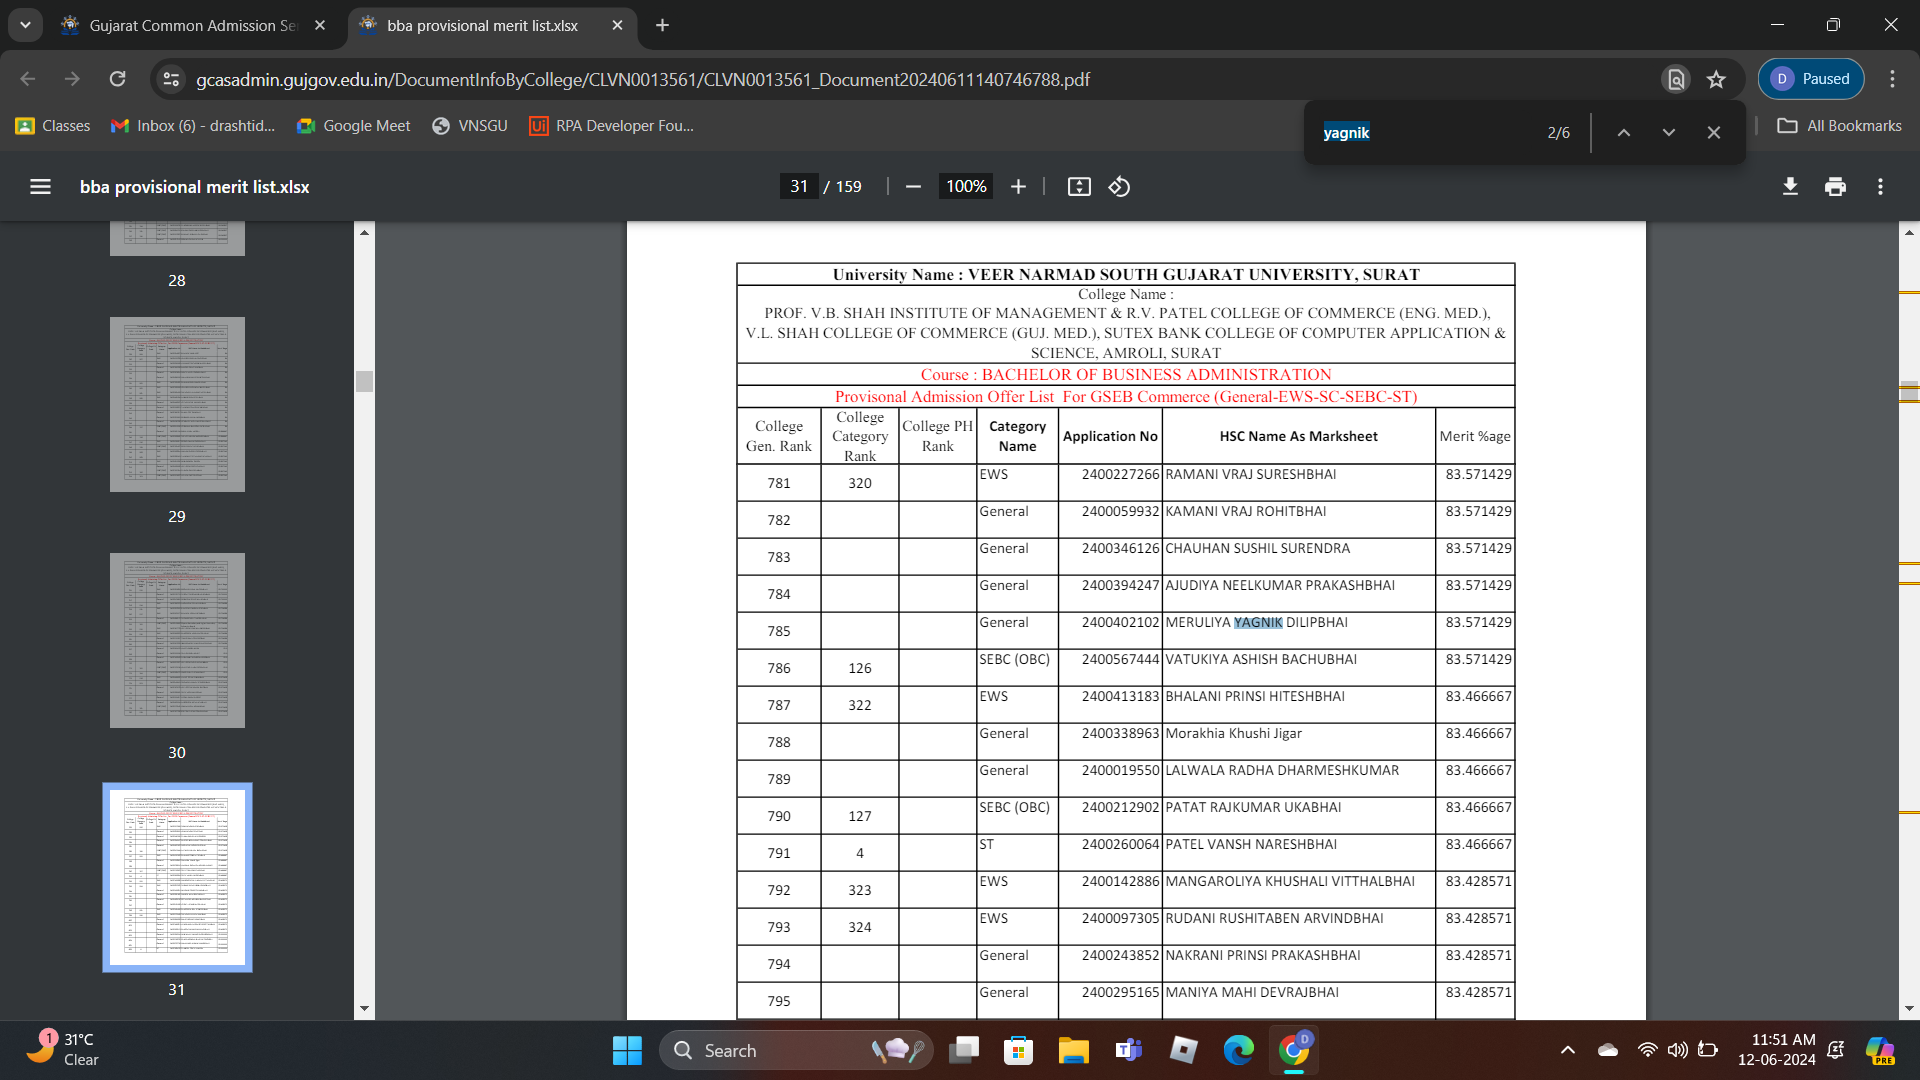 Gujarat Common Admission Se
bba provisional merit list.xlsx
gcasadmin.gujgov.edu.in/DocumentInfoByCollege/CLVN0013561/CLVN0013561_Document20240611140746788.pdf
D Paused
Classes
Inbox (6) - drashtid...
Google Meet
VNSGU
Ui RPA Developer Fou...
yagnik 2/6
All Bookmarks
bba provisional merit list.xlsx
31 / 159
100%
28
29
30
31
University Name : VEER NARMAD SOUTH GUJARAT UNIVERSITY, SURAT
College Name :
PROF. V.B. SHAH INSTITUTE OF MANAGEMENT & R.V. PATEL COLLEGE OF COMMERCE (ENG. MED.),
V.L. SHAH COLLEGE OF COMMERCE (GUJ. MED.), SUTEX BANK COLLEGE OF COMPUTER APPLICATION &
SCIENCE, AMROLI, SURAT
Course : BACHELOR OF BUSINESS ADMINISTRATION
Provisonal Admission Offer List For GSEB Commerce (General-EWS-SC-SEBC-ST)
College Gen. Rank College Category Rank College PH Rank Category Name Application No HSC Name As Marksheet Merit %age
781 320 EWS 2400227266 RAMANI VRAJ SURESHBHAI 83.571429
782 General 2400059932 KAMANI VRAJ ROHITBHAI 83.571429
783 General 2400346126 CHAUHAN SUSHIL SURENDRA 83.571429
784 General 2400394247 AJUDIYA NEELKUMAR PRAKASHBHAI 83.571429
785 General 2400402102 MERULIYA YAGNIK DILIPBHAI 83.571429
786 126 SEBC (OBC) 2400567444 VATUKIYA ASHISH BACHUBHAI 83.571429
787 322 EWS 2400413183 BHALANI PRINSI HITESHBHAI 83.466667
788 General 2400338963 Morakhia Khushi Jigar 83.466667
789 General 2400019550 LALWALA RADHA DHARMESHKUMAR 83.466667
790 127 SEBC (OBC) 2400212902 PATAT RAJKUMAR UKABHAI 83.466667
791 4 ST 2400260064 PATEL VANSH NARESHBHAI 83.466667
792 323 EWS 2400142886 MANGAROLIYA KHUSHALI VITTHALBHAI 83.428571
793 324 EWS 2400097305 RUDANI RUSHITABEN ARVINDBHAI 83.428571
794 General 2400243852 NAKRANI PRINSI PRAKASHBHAI 83.428571
795 General 2400295165 MANIYA MAHI DEVRAJBHAI 83.428571
1
31°C
Clear
Search
D
11:51 AM
12-06-2024
PRE